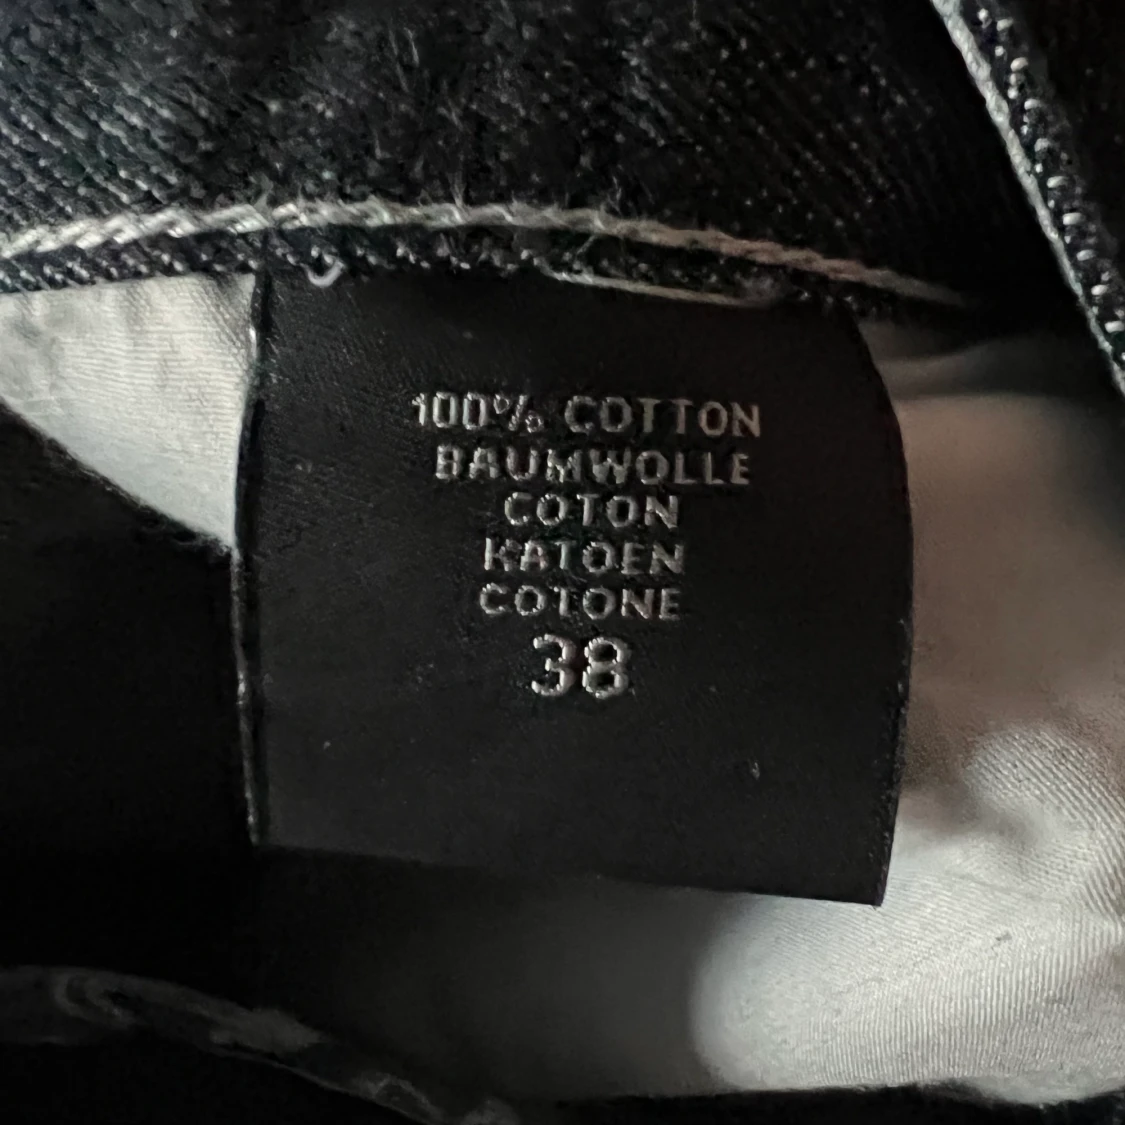 100% COTTON
BAUMWOLLE
COTON
KATOEN
COTONE
38